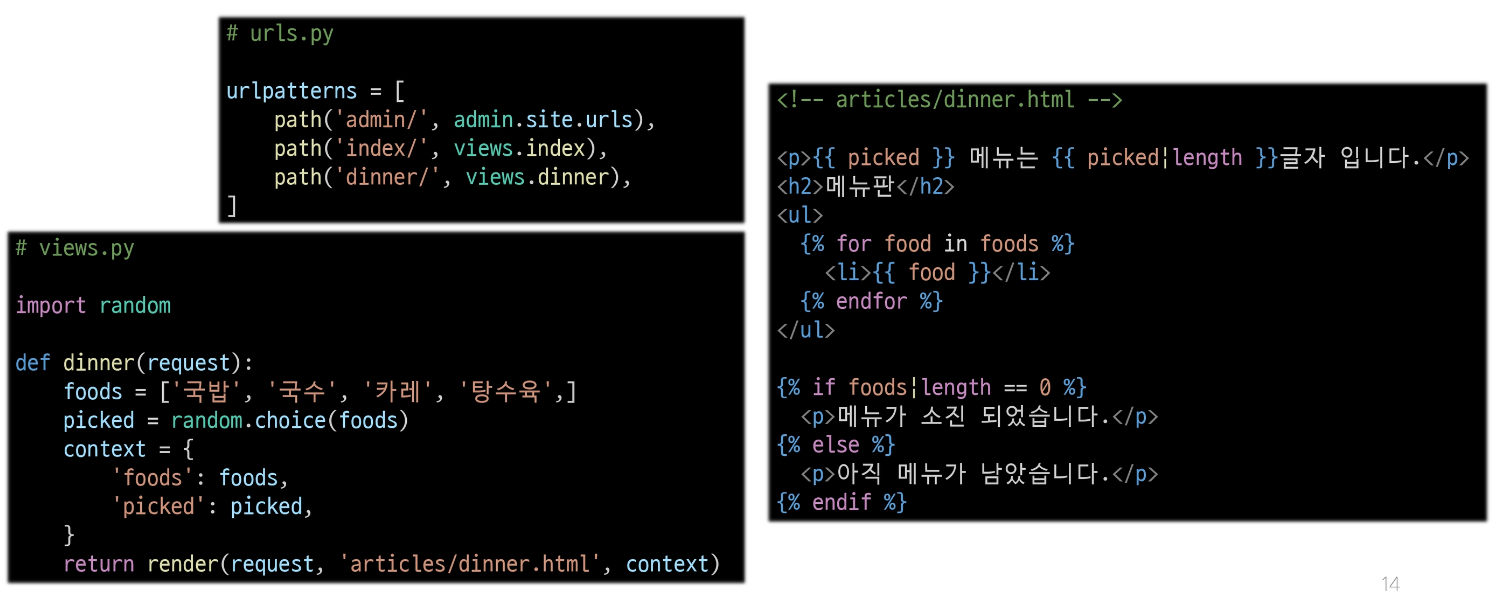 # urls.py
urlpatterns = [
    path('admin/', admin.site.urls),
    path('index/', views.index),
    path('dinner/', views.dinner),
]
# views.py
import random
def dinner(request):
    foods = ['국밥', '국수', '카레', '탕수육',]
    picked = random.choice(foods)
    context = {
        'foods': foods,
        'picked': picked,
    }
    return render(request, 'articles/dinner.html', context)
<!-- articles/dinner.html -->
<p>{{ picked }} 메뉴는 {{ picked|length }}글자 입니다.</p>
<h2>메뉴판</h2>
<ul>
  {% for food in foods %}
    <li>{{ food }}</li>
  {% endfor %}
</ul>
{% if foods|length == 0 %}
  <p>메뉴가 소진 되었습니다.</p>
{% else %}
  <p>아직 메뉴가 남았습니다.</p>
{% endif %}
14